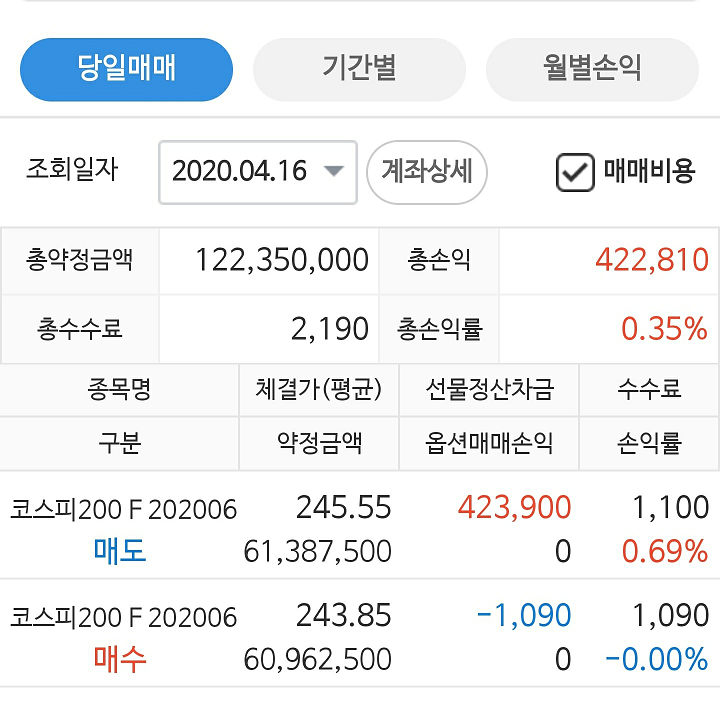 당일매매 기간별 월별손익
조회일자 2020.04.16 계좌상세 매매비용
총약정금액 122,350,000 총손익 422,810
총수수료 2,190 총손익률 0.35%
종목명 체결가(평균) 선물정산차금 수수료
구분 약정금액 옵션매매손익 손익률
코스피200 F 202006 245.55 423,900 1,100
매도 61,387,500 0 0.69%
코스피200 F 202006 243.85 -1,090 1,090
매수 60,962,500 0 -0.00%